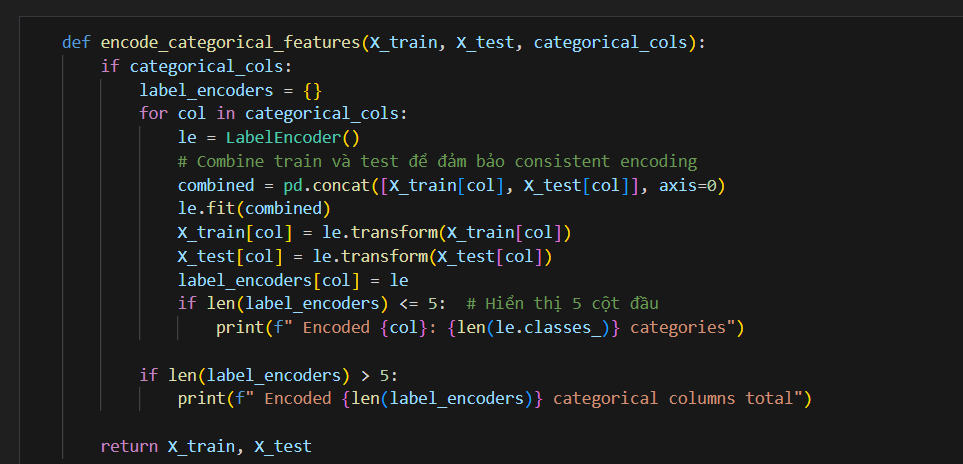 def encode_categorical_features(X_train, X_test, categorical_cols):
    if categorical_cols:
        label_encoders = {}
        for col in categorical_cols:
            le = LabelEncoder()
            # Combine train và test để đảm bảo consistent encoding
            combined = pd.concat([X_train[col], X_test[col]], axis=0)
            le.fit(combined)
            X_train[col] = le.transform(X_train[col])
            X_test[col] = le.transform(X_test[col])
            label_encoders[col] = le
            if len(label_encoders) <= 5:  # Hiển thị 5 cột đầu
                print(f" Encoded {col}: {len(le.classes_)} categories")

        if len(label_encoders) > 5:
            print(f" Encoded {len(label_encoders)} categorical columns total")

    return X_train, X_test